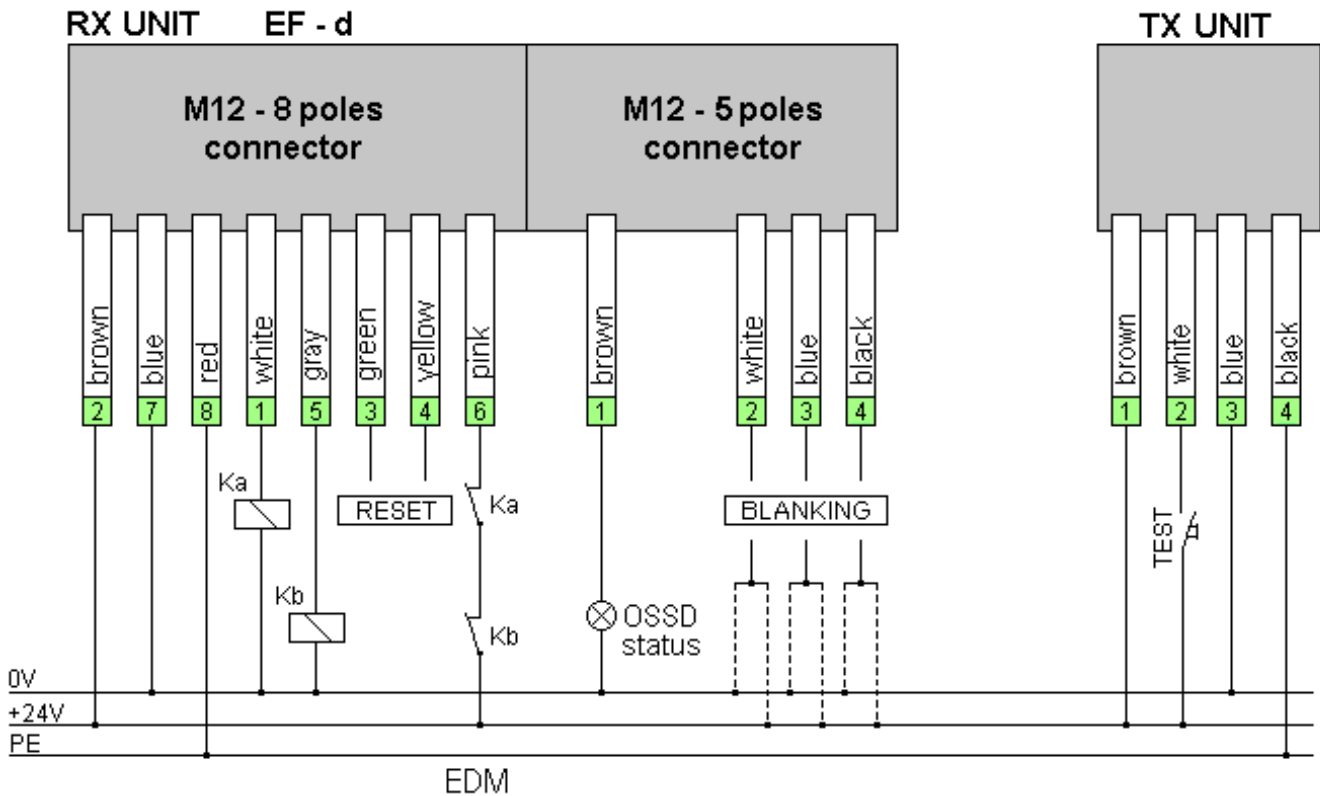 RX UNIT EF - d
TX UNIT
M12 - 8 poles
connector
M12 - 5 poles
connector
brown
blue
red
white
gray
green
yellow
pink
brown
white
blue
black
brown
white
blue
black
2
7
8
1
5
3
4
6
1
2
3
4
1
2
3
4
Ka
RESET
Ka
BLANKING
TEST
Kb
Kb
OSSD
status
0V
+24V
PE
EDM